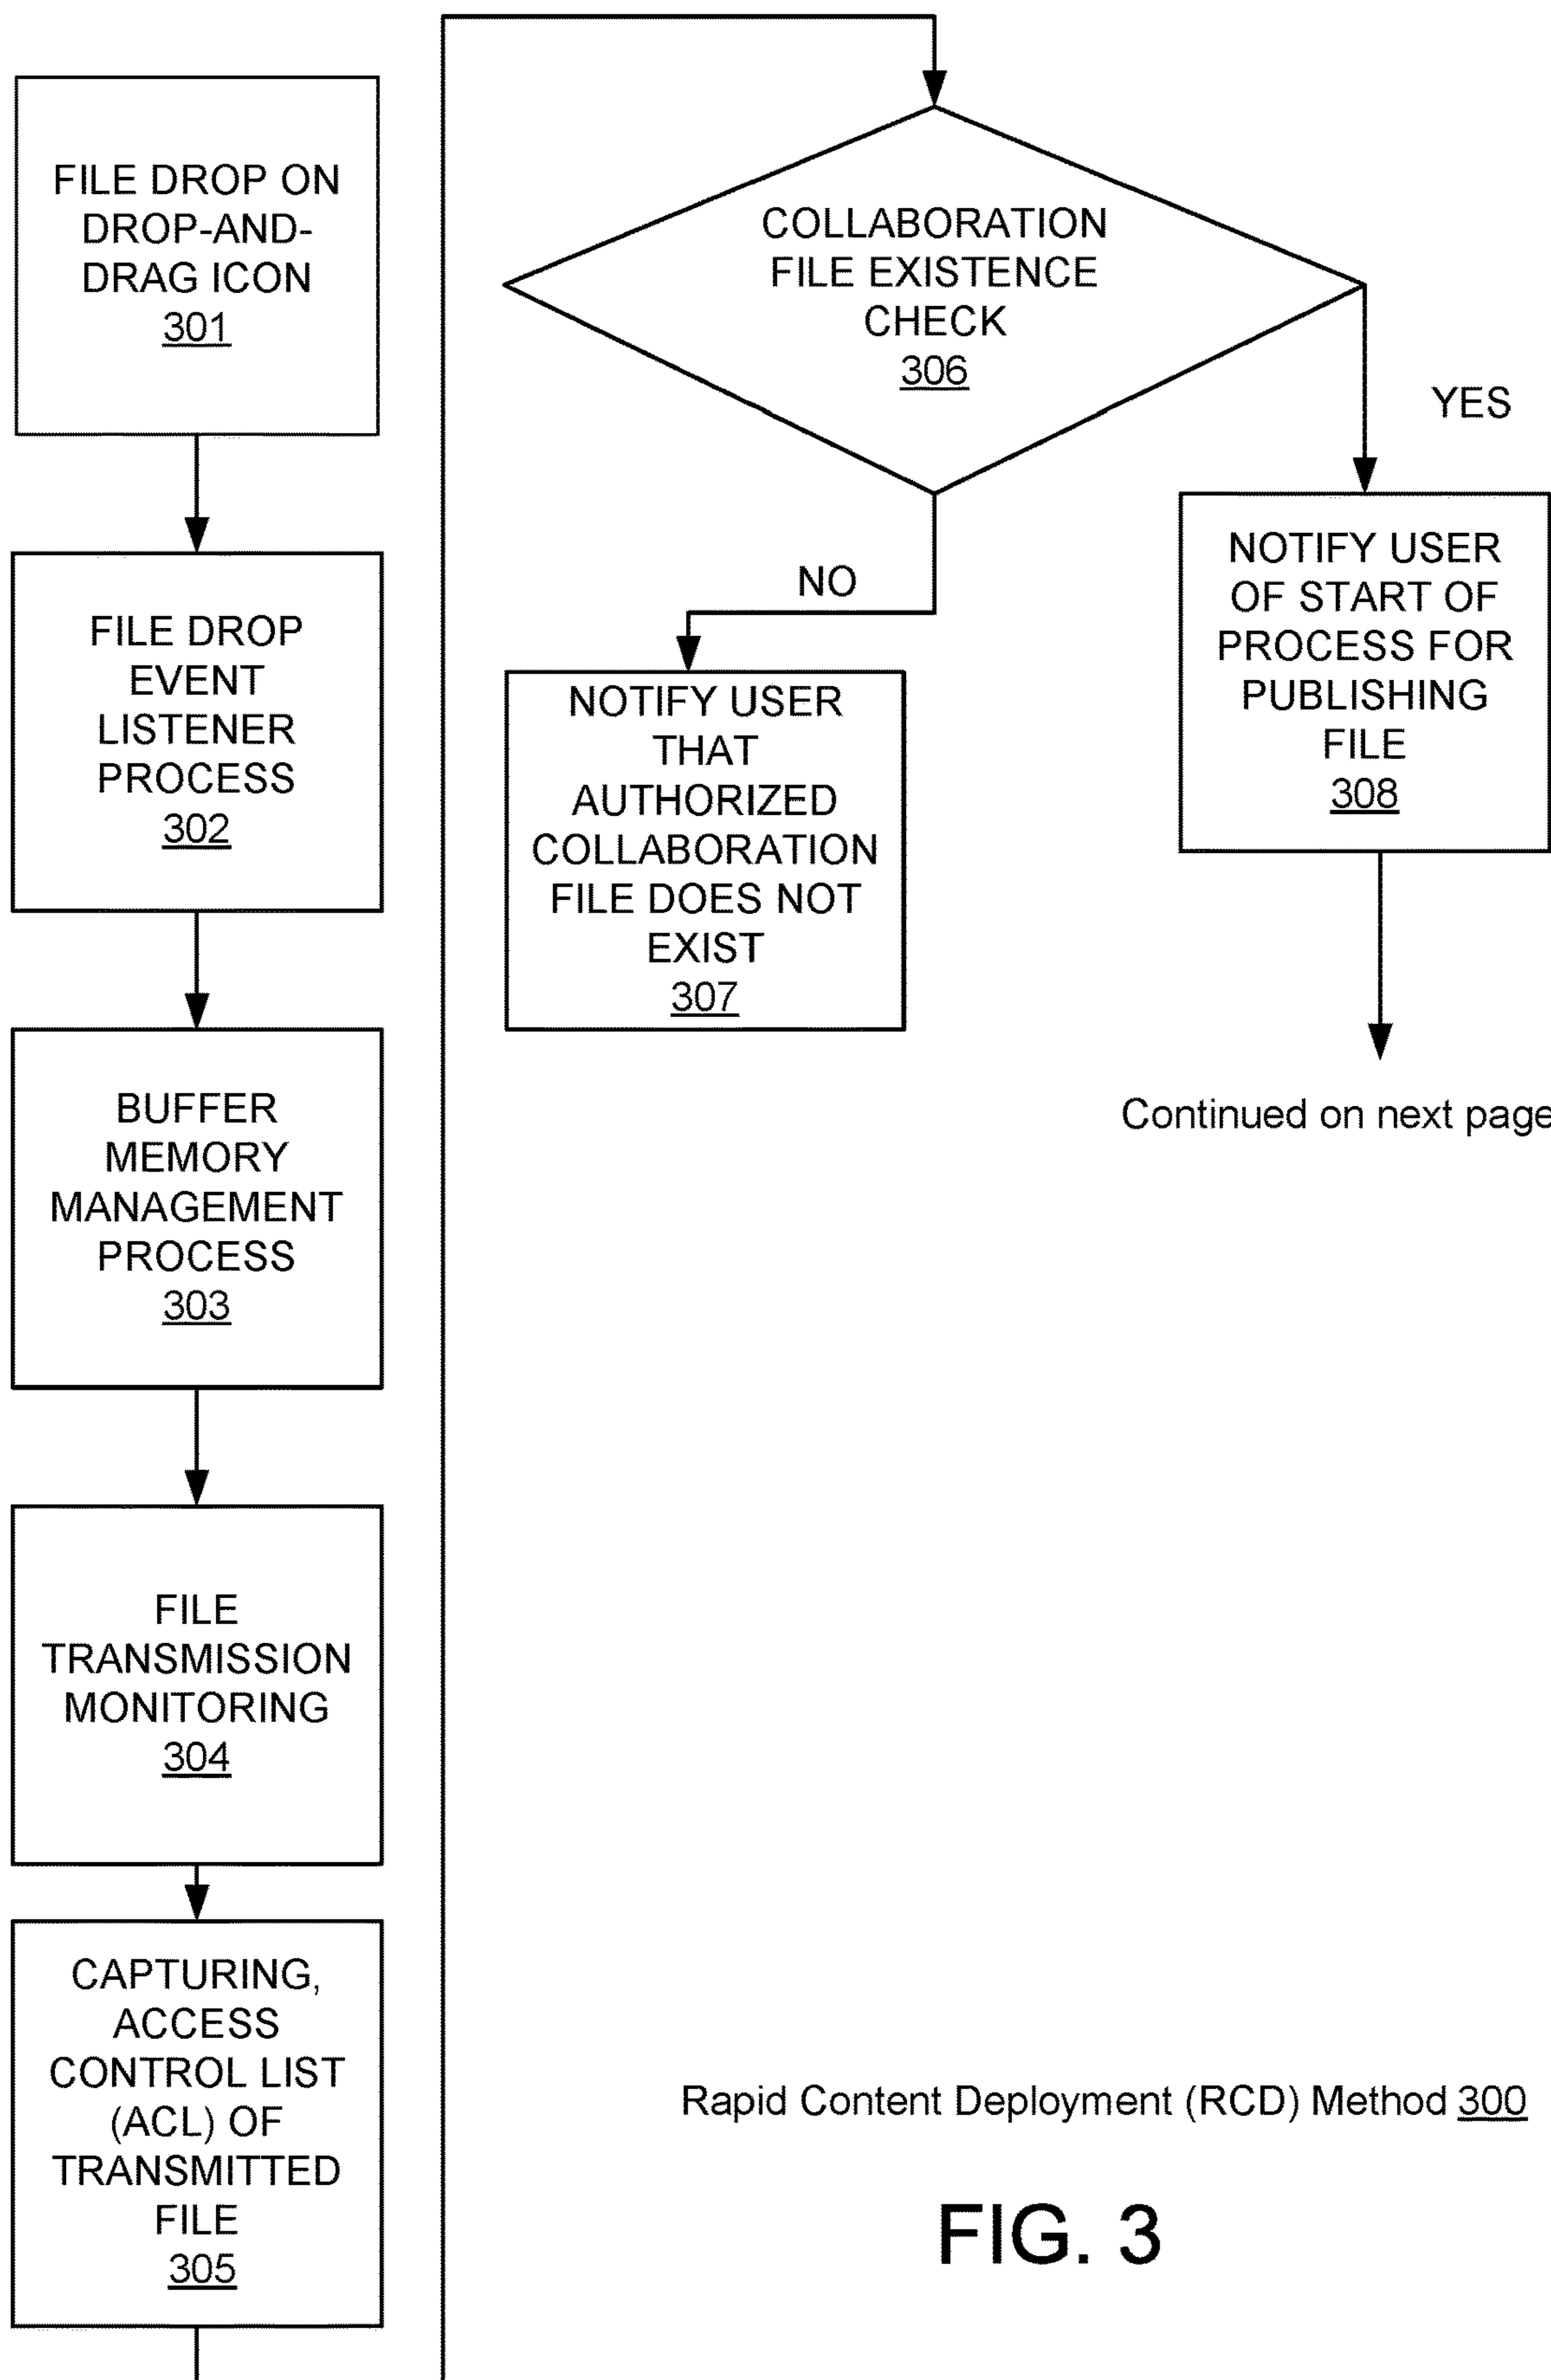 FILE DROP ON
DROP-AND-
DRAG ICON
301
FILE DROP
EVENT
LISTENER
PROCESS
302
BUFFER
MEMORY
MANAGEMENT
PROCESS
303
FILE
TRANSMISSION
MONITORING
304
CAPTURING,
ACCESS
CONTROL LIST
(ACL) OF
TRANSMITTED
FILE
305
COLLABORATION
FILE EXISTENCE
CHECK
306
YES
NO
NOTIFY USER
THAT
AUTHORIZED
COLLABORATION
FILE DOES NOT
EXIST
307
NOTIFY USER
OF START OF
PROCESS FOR
PUBLISHING
FILE
308
Continued on next page
Rapid Content Deployment (RCD) Method 300
FIG. 3